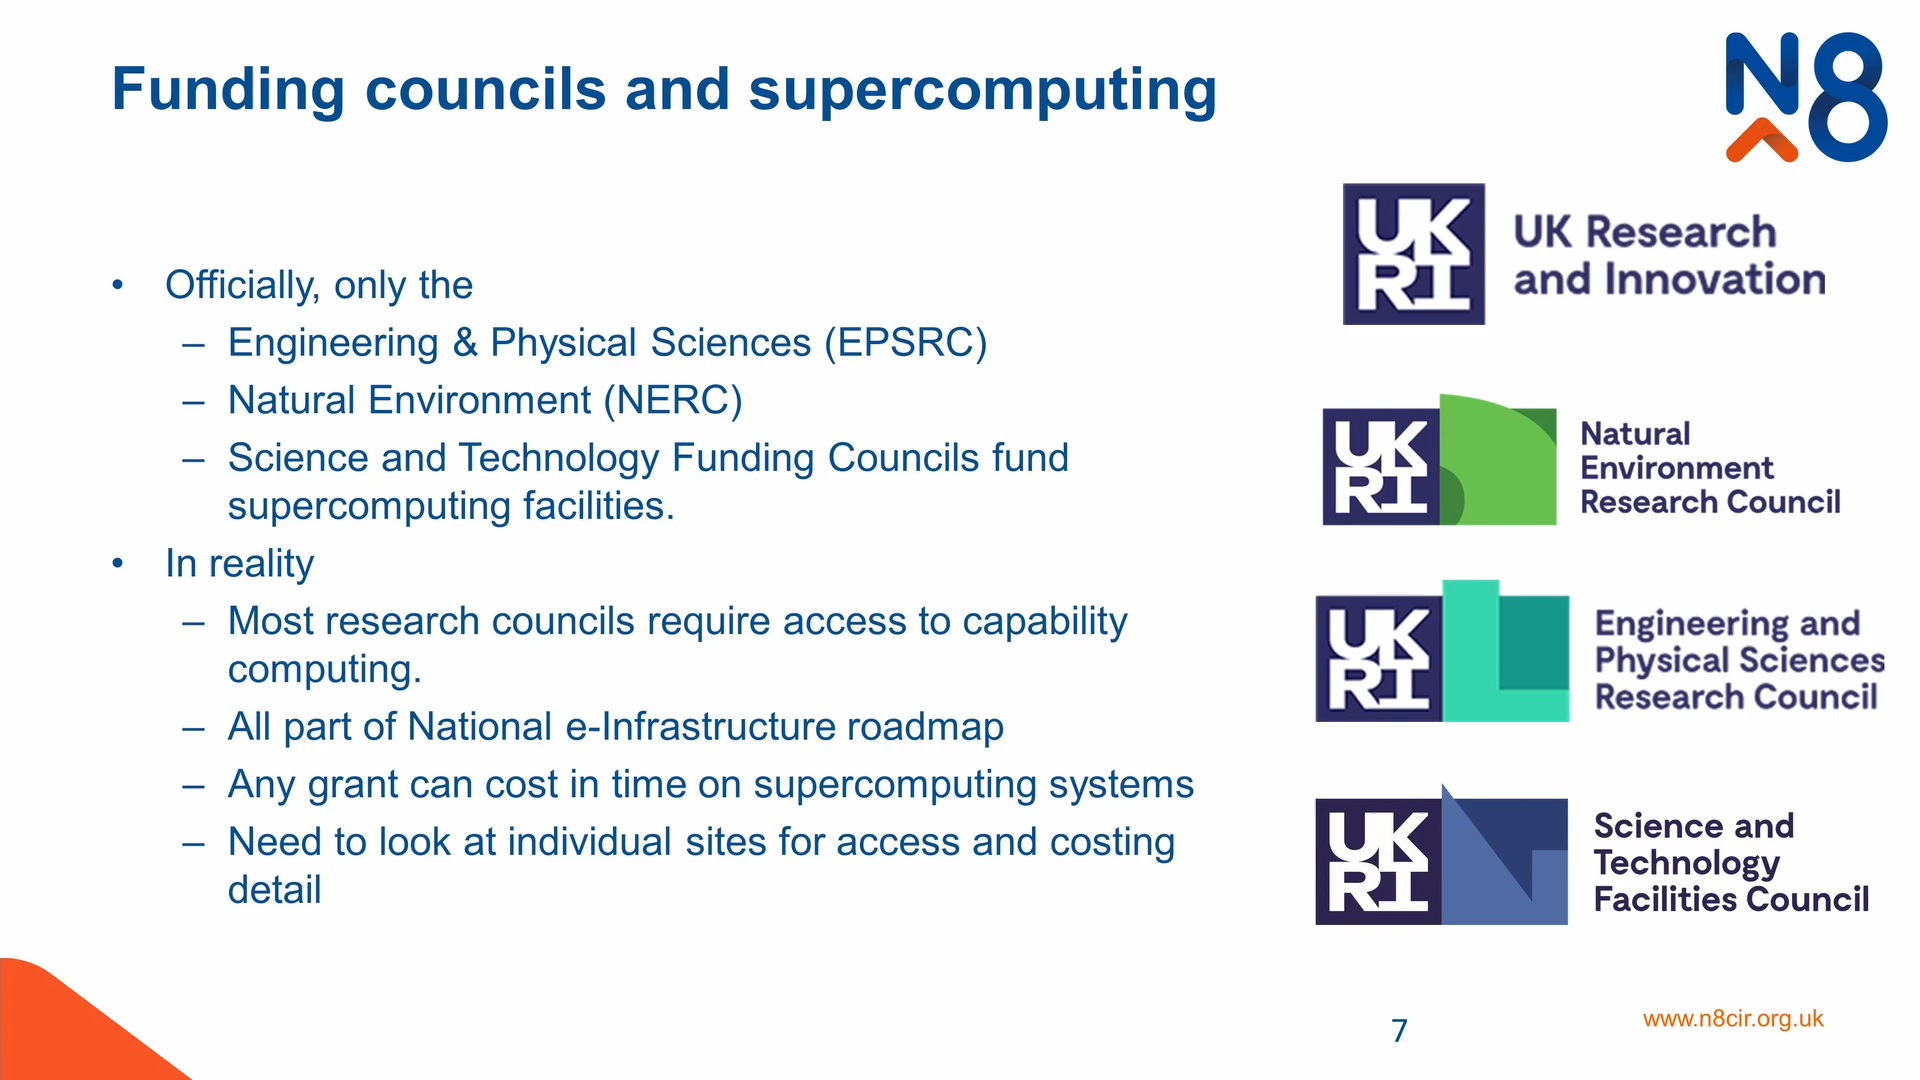 Funding councils and supercomputing
N8
• Officially, only the
– Engineering & Physical Sciences (EPSRC)
– Natural Environment (NERC)
– Science and Technology Funding Councils fund
supercomputing facilities.
• In reality
– Most research councils require access to capability
computing.
– All part of National e-Infrastructure roadmap
– Any grant can cost in time on supercomputing systems
– Need to look at individual sites for access and costing
detail
UK
RI
UK Research
and Innovation
UK
RI
Natural
Environment
Research Council
UK
RI
Engineering and
Physical Sciences
Research Council
UK
RI
Science and
Technology
Facilities Council
7
www.n8cir.org.uk